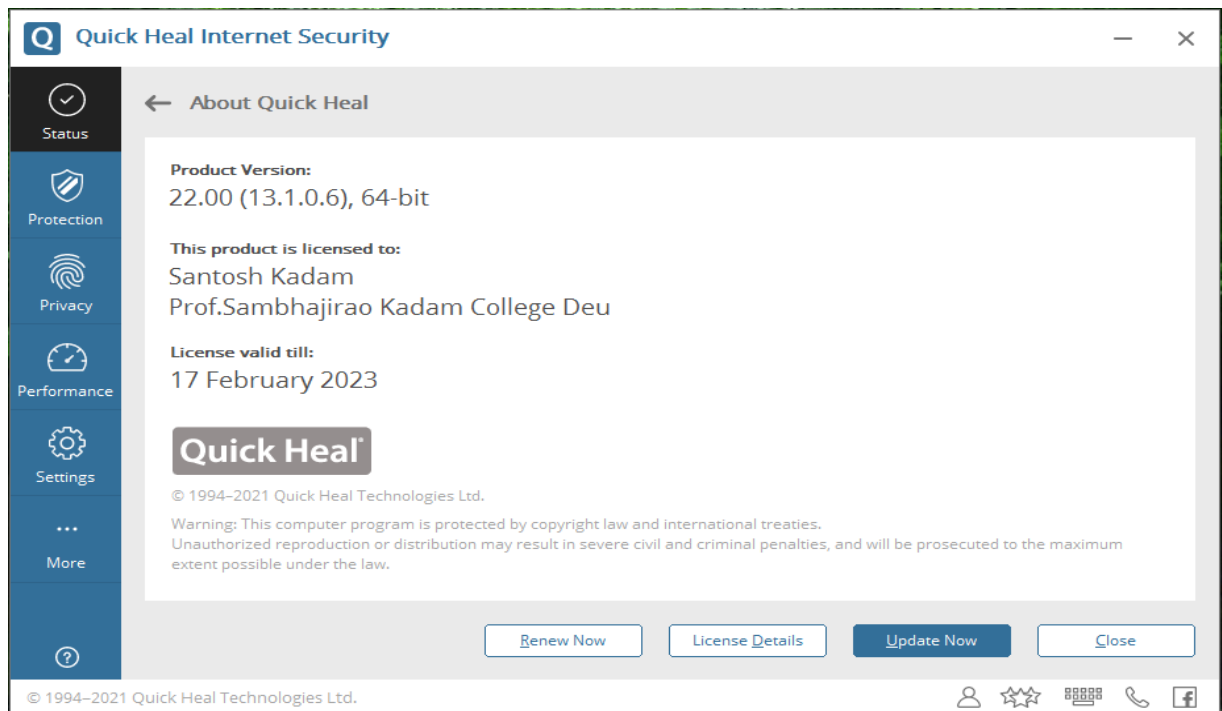 Q Quick Heal Internet Security
Status
Protection
Privacy
Performance
Settings
More
About Quick Heal
Product Version:
22.00 (13.1.0.6), 64-bit
This product is licensed to:
Santosh Kadam
Prof.Sambhajirao Kadam College Deu
License valid till:
17 February 2023
Quick Heal®
© 1994–2021 Quick Heal Technologies Ltd.
Warning: This computer program is protected by copyright law and international treaties.
Unauthorized reproduction or distribution may result in severe civil and criminal penalties, and will be prosecuted to the maximum
extent possible under the law.
Renew Now License Details Update Now Close
© 1994–2021 Quick Heal Technologies Ltd.